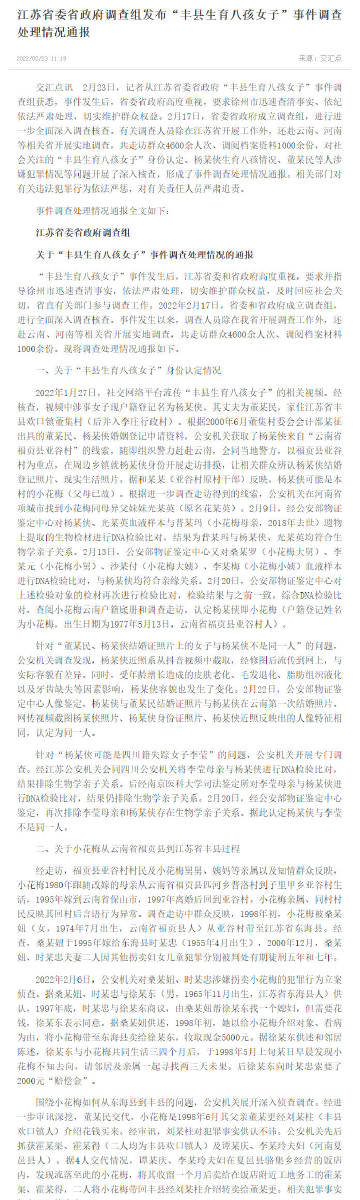 江苏省委省政府调查组发布“丰县生育八孩女子”事件调查
处理情况通报
2022/02/23 11:19 来源：交汇点
交汇点讯 2月23日，记者从江苏省委省政府“丰县生育八孩女子”事件调
查组获悉，事件发生后，省委省政府高度重视，要求徐州市迅速查清事实、依纪
依法严肃处理，切实维护群众权益。2月17日，省委省政府成立调查组，进行进
一步全面深入调查核查。有关调查人员除在江苏省开展工作外，还赴云南、河南
等相关省开展实地调查，共走访群众4600余人次、调阅档案资料1000余份，对社
会关注的“丰县生育八孩女子”身份认定、杨某侠生育八孩情况、董某民等人涉
嫌犯罪情况等问题开展了深入核查，形成了事件调查处理情况通报。相关部门对
有关违法犯罪行为依法严惩，对有关责任人员严肃追责。
事件调查处理情况通报全文如下：
江苏省委省政府调查组
关于“丰县生育八孩女子”事件调查处理情况的通报
“丰县生育八孩女子”事件发生后，江苏省委和省政府高度重视，要求并指
导徐州市迅速查清事实，依法严肃处理，切实维护群众权益，及时回应社会关
切，省直有关部门参与调查工作。2022年2月17日，省委和省政府成立调查组，
进行全面深入调查核查。事件发生以来，调查人员除在我省开展调查工作外，还
赴云南、河南等相关省开展实地调查，共走访群众4600余人次、调阅档案材料
1000余份。现将调查处理情况通报如下。
一、关于“丰县生育八孩女子”身份认定情况
2022年1月27日，社交网络平台流传“丰县生育八孩女子”的相关视频。经
核查，视频中涉事女子现户籍登记名为杨某侠，其丈夫为董某民，家住江苏省丰
县欢口镇董集村（后并入李庄行政村）。根据2000年6月董集村委会会计邵某征
出具的董某民、杨某侠婚姻登记申请资料，公安机关获取了杨某侠来自“云南省
福贡县亚谷村”的线索，随即组织警力赶赴云南，会同当地警方，以福贡县亚谷
村为重点，在周边乡镇就杨某侠身份开展走访排摸，让相关群众辨认杨某侠结婚
登记照片、现实生活照片，据和某某（亚谷村原村干部）反映，杨某侠可能是本
村的小花梅（父母已故）。根据进一步调查走访得到的线索，公安机关在河南省
项城市找到小花梅同母异父妹妹光某英（原名花某英）。2月9日，经公安部物证
鉴定中心对杨某侠、光某英血液样本与普某玛（小花梅母亲，2018年去世）遗物
上提取的生物检材进行DNA检验比对，结果为普某玛与杨某侠、光某英均符合生
物学亲子关系。2月13日，公安部物证鉴定中心又对桑某罗（小花梅大舅）、李
某元（小花梅小舅）、沙某付（小花梅大姨）、李某梅（小花梅小姨）血液样本
进行DNA检验比对，与杨某侠均符合亲缘关系。2月20日，公安部物证鉴定中心对
上述检验对象的检材再次进行检验比对，检验结果与之前一致。综合DNA检验比
对、查阅小花梅云南户籍底册和调查走访，认定杨某侠即小花梅（户籍登记姓名
为小花梅，出生日期为1977年5月13日，云南省福贡县亚谷村人）。
针对“董某民、杨某侠结婚证照片上的女子与杨某侠不是同一人”的问题，
公安机关调查发现，杨某侠近照系从抖音视频中截取，经修图后流传到网上，与
实际容貌有差异。同时，受年龄增长造成的皮肤老化、毛发退化、脂肪组织液化
以及牙齿缺失等因素影响，杨某侠容貌也发生了变化。2月22日，公安部物证鉴
定中心人像鉴定，杨某侠与董某民结婚证照片与杨某侠在云南第一次结婚照片、
网传视频截图杨某侠照片、杨某侠身份证照片、杨某侠近照反映出的人像特征相
同，认定为同一人。
针对“杨某侠可能是四川籍失踪女子李莹”的问题，公安机关开展专门调
查。经江苏公安机关会同四川公安机关将李莹母亲与杨某侠进行DNA检验比对，
结果排除生物学亲子关系。后经南京医科大学司法鉴定所对李莹母亲与杨某侠进
行DNA检验比对，结果仍排除生物学亲子关系。2月20日，经公安部物证鉴定中心
鉴定，再次排除李莹母亲和杨某侠存在生物学亲子关系。据此认定杨某侠与李莹
不是同一人。
二、关于小花梅从云南省福贡县到江苏省丰县过程
经走访，福贡县亚谷村村民及小花梅舅舅、姨妈等亲属以及知情群众反映，
小花梅1980年跟随改嫁的母亲从云南省福贡县匹河乡普洛村到子里甲乡亚谷村生
活，1995年嫁到云南省保山市，1997年离婚后回到亚谷村，小花梅亲属、同村村
民反映其回村后言语行为异常。调查走访中群众反映，1998年初，小花梅被桑某
妞（女，1974年7月出生，云南省福贡县人）从亚谷村带至江苏省东海县。经
查，桑某妞于1995年嫁给东海县时某忠（1955年4月出生），2000年12月，桑某
妞、时某忠夫妻二人因其他拐卖妇女儿童犯罪分别被判处有期徒刑五年和七年。
2022年2月6日，公安机关对桑某妞、时某忠涉嫌拐卖小花梅的犯罪行为立案
侦查。据桑某妞、时某忠与徐某东（男，1965年11月出生，江苏省东海县人）供
认，1997年底，时某忠与徐某东商议，由桑某妞帮徐某东找一个媳妇，但需要花
钱，徐某东表示同意。据桑某妞供述，1998年初，她以给小花梅介绍对象、看病
为由，将小花梅带至东海县卖给徐某东，收取现金5000元。据徐某东供述和邻居
陈述，徐某东与小花梅共同生活三四个月后，于1998年5月上旬某日早晨发现小
花梅不知去向，请邻居及亲属一起寻找两三天未果。后徐某东向时某忠索要了
2000元“赔偿金”。
围绕小花梅如何从东海县到丰县的问题，公安机关展开深入侦查调查。经进
一步审讯深挖，董某民交代，小花梅是1998年6月其父亲董某更经刘某柱（丰县
欢口镇人）介绍花钱买来。经审讯，刘某柱对犯罪事实供认不讳。公安机关先后
抓获霍某渠、霍某得（二人均为丰县欢口镇人）及谭某庆、李某玲夫妇（河南夏
邑县人）。据4人交代情况，谭某庆、李某玲夫妇在夏邑县骆集乡经营的饭店
内，发现流落至此的小花梅，将其收留一个月后卖给在饭店附近工地务工的霍某
渠、霍某得，二人将小花梅带回丰县经刘某柱介绍转卖给董某更。相关犯罪事实